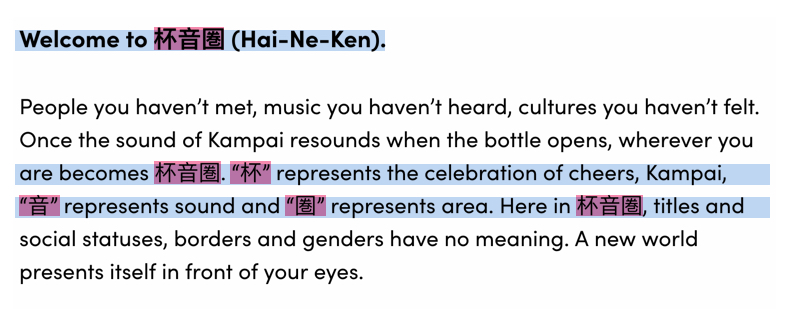 Welcome to 杯音圏 (Hai-Ne-Ken).
People you haven’t met, music you haven’t heard, cultures you haven’t felt.
Once the sound of Kampai resounds when the bottle opens, wherever you
are becomes 杯音圏. “杯” represents the celebration of cheers, Kampai,
“音” represents sound and “圏” represents area. Here in 杯音圏, titles and
social statuses, borders and genders have no meaning. A new world
presents itself in front of your eyes.